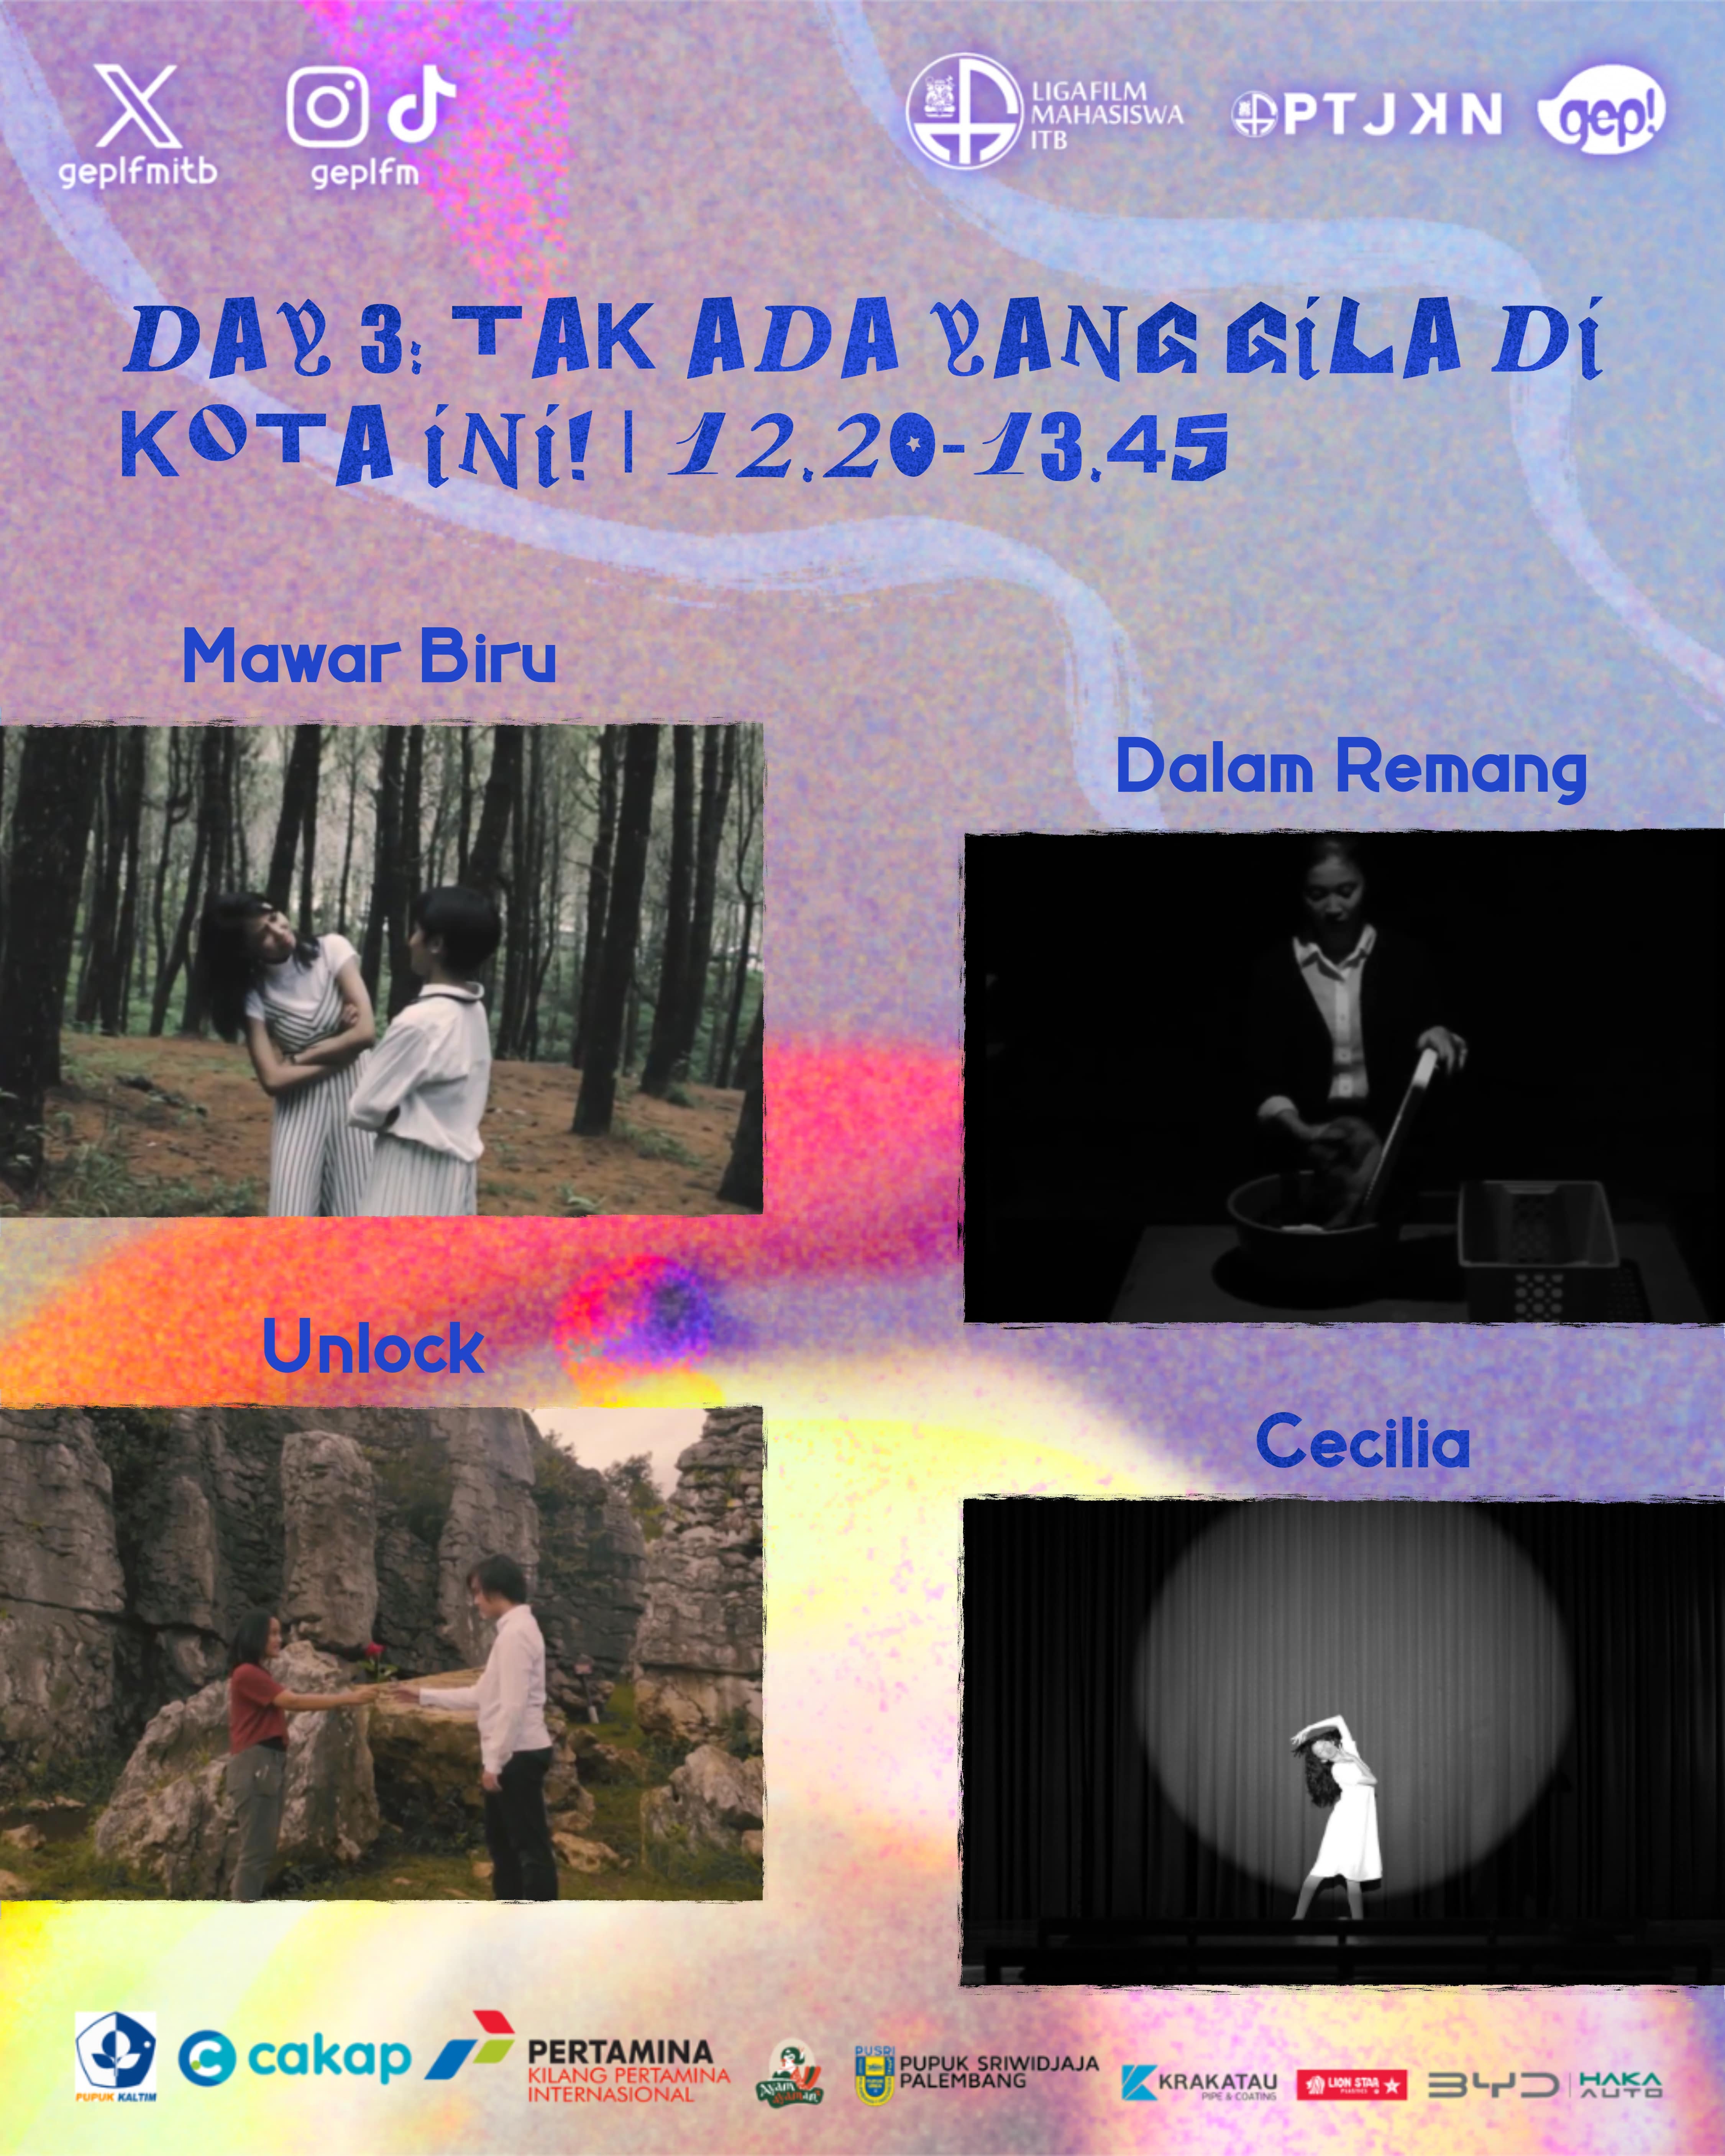 geplfmitb
geplfm
LIGAFILM
MAHASISWA
ITB
PTJKN
gep!
DAY 3: TAK ADA YANG GILA DI
KOTA INI! | 12.20-13.45
Mawar Biru
Dalam Remang
Unlock
Cecilia
PUPUK KALTIM
cakap
PERTAMINA
KILANG PERTAMINA
INTERNASIONAL
PUSRI
PUPUK SRIWIDJAJA
PALEMBANG
KRAKATAU
PIPE & COATING
LION STAR
BYD
HAKA
AUTO